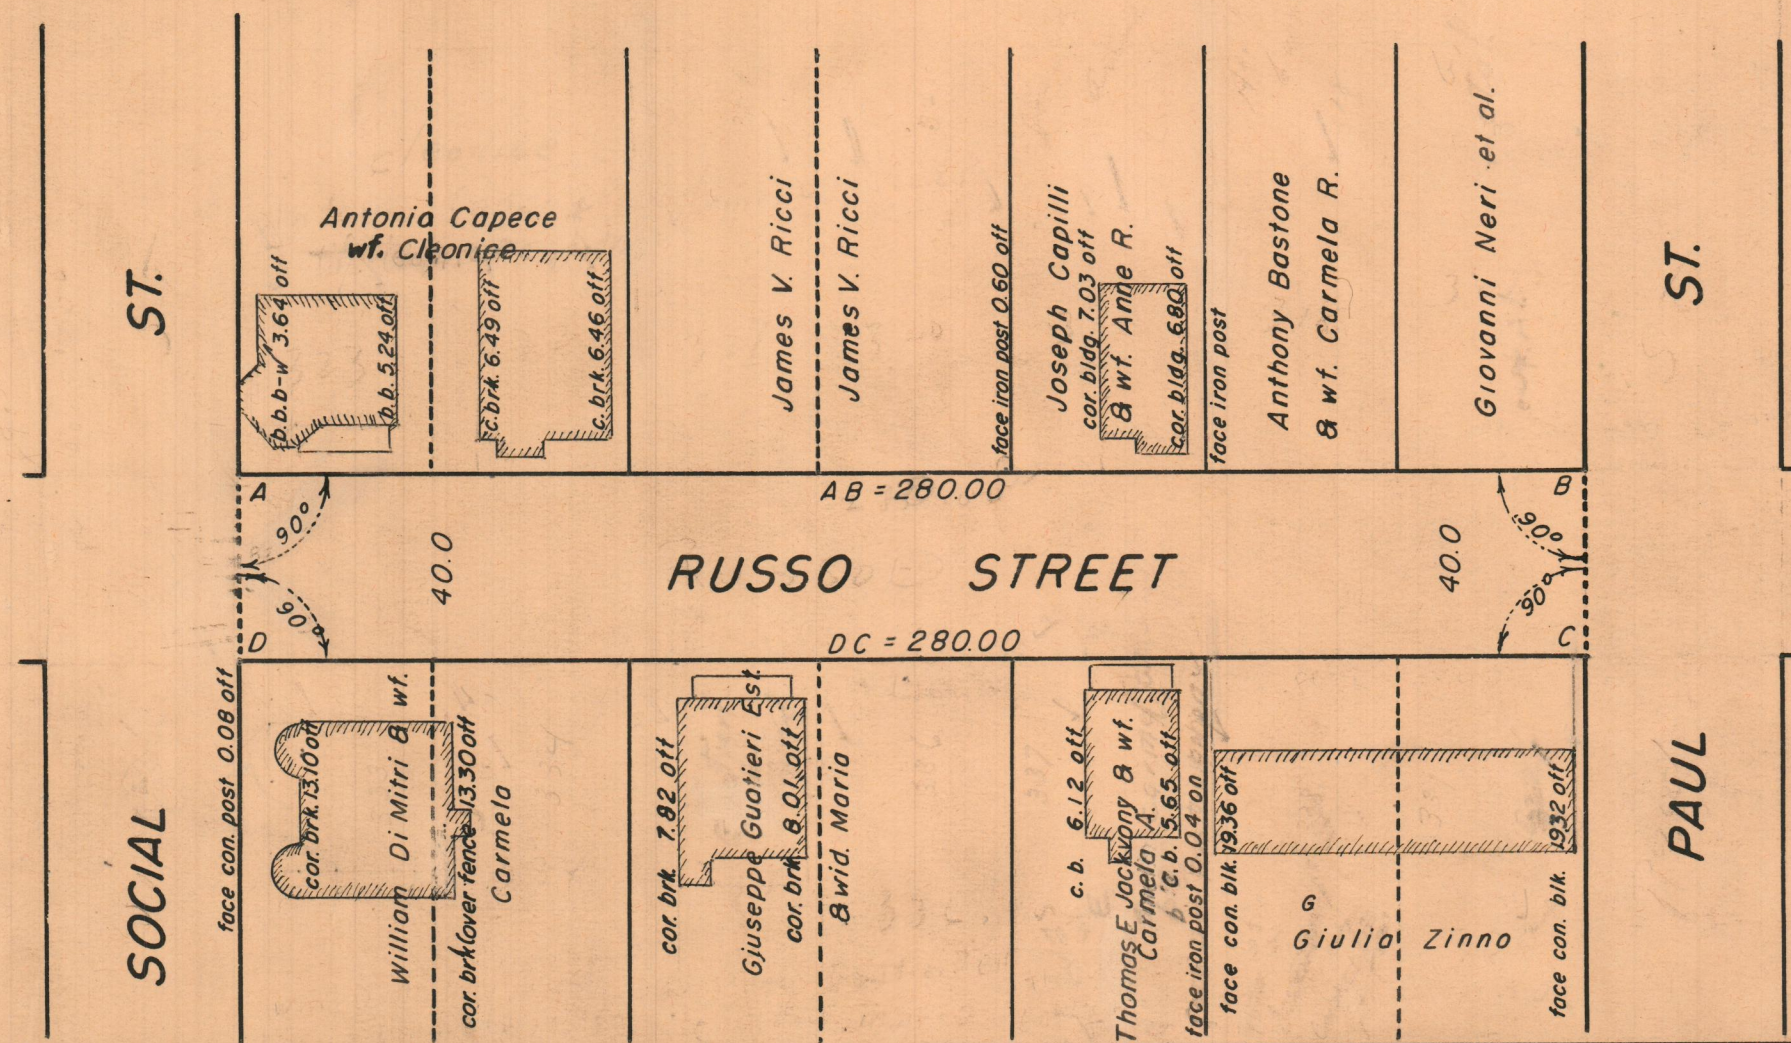 SOCIAL ST.
Antonio Capece
wf. Cleonice
b.b.b-w 3.64 off
b.b. 5.24 off
c. brk. 6.49 off
c. brk. 6.46 off
James V. Ricci
James V. Ricci
face iron post 0.60 off
Joseph Capilli
& wf. Anne R.
cor. bldg. 7.03 off
cor. bldg. 6.80 off
face iron post
Anthony Bastone
& wf. Carmela R.
Giovanni Neri et al.
PAUL ST.
A
AB = 280.00
B
90°
90°
40.0
RUSSO STREET
40.0
90°
90°
D
DC = 280.00
C
face con. post 0.08 off
cor. brk. 13.10 off
William Di Mitri & wf.
Carmela
cor. brk (over fence) 13.30 off
cor. brk. 7.82 off
Giuseppe Guatieri Est.
& wid. Maria
cor. brk. 8.01 off
c. b. 6.12 off
Thomas E Jackvony & wf.
Carmela A.
c. b. 5.65 off
face iron post 0.04 on
face con. blk. 19.36 off
G
Giulia Zinno
face con. blk. 19.32 off